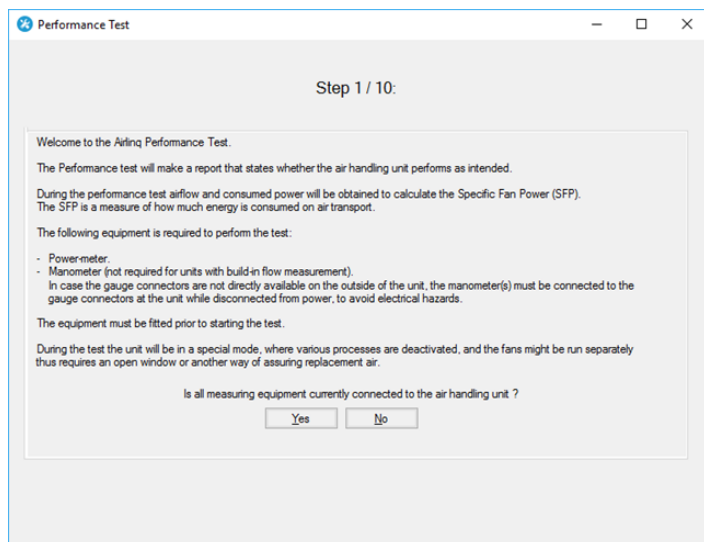 Performance Test
Step 1 / 10:
Welcome to the Airlinq Performance Test.
The Performance test will make a report that states whether the air handling unit performs as intended.
During the performance test airflow and consumed power will be obtained to calculate the Specific Fan Power (SFP).
The SFP is a measure of how much energy is consumed on air transport.
The following equipment is required to perform the test:
- Power-meter.
- Manometer (not required for units with build-in flow measurement).
In case the gauge connectors are not directly available on the outside of the unit, the manometer(s) must be connected to the
gauge connectors at the unit while disconnected from power, to avoid electrical hazards.
The equipment must be fitted prior to starting the test.
During the test the unit will be in a special mode, where various processes are deactivated, and the fans might be run separately
thus requires an open window or another way of assuring replacement air.
Is all measuring equipment currently connected to the air handling unit ?
Yes No